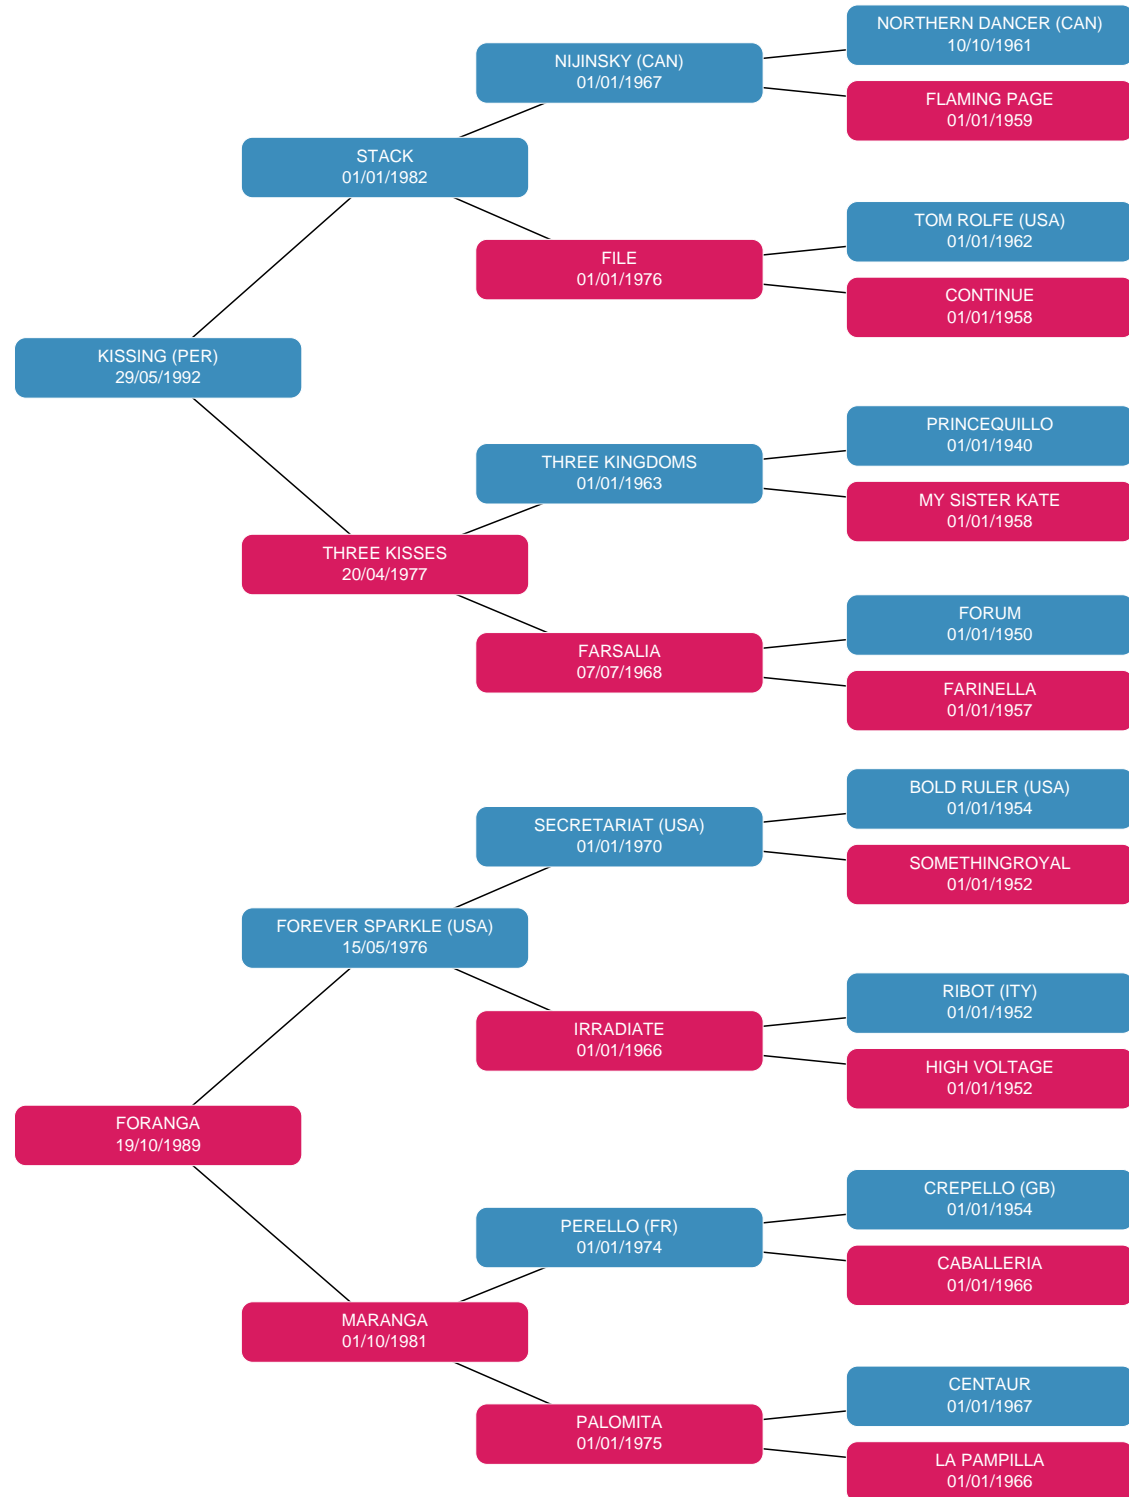 NORTHERN DANCER (CAN)
10/10/1961
NIJINSKY (CAN)
01/01/1967
FLAMING PAGE
01/01/1959
STACK
01/01/1982
TOM ROLFE (USA)
01/01/1962
FILE
01/01/1976
CONTINUE
01/01/1958
KISSING (PER)
29/05/1992
PRINCEQUILLO
01/01/1940
THREE KINGDOMS
01/01/1963
MY SISTER KATE
01/01/1958
THREE KISSES
20/04/1977
FORUM
01/01/1950
FARSALIA
07/07/1968
FARINELLA
01/01/1957
BOLD RULER (USA)
01/01/1954
SECRETARIAT (USA)
01/01/1970
SOMETHINGROYAL
01/01/1952
FOREVER SPARKLE (USA)
15/05/1976
RIBOT (ITY)
01/01/1952
IRRADIATE
01/01/1966
HIGH VOLTAGE
01/01/1952
FORANGA
19/10/1989
CREPELLO (GB)
01/01/1954
PERELLO (FR)
01/01/1974
CABALLERIA
01/01/1966
MARANGA
01/10/1981
CENTAUR
01/01/1967
PALOMITA
01/01/1975
LA PAMPILLA
01/01/1966